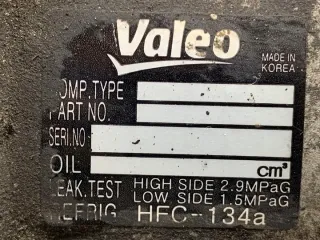 Valeo
MADE IN
KOREA
COMP.TYPE
PART NO.
SERI.NO
OIL cm³
LEAK.TEST HIGH SIDE 2.9MPaG
LOW SIDE 1.5MPaG
REFRIG HFC-134a